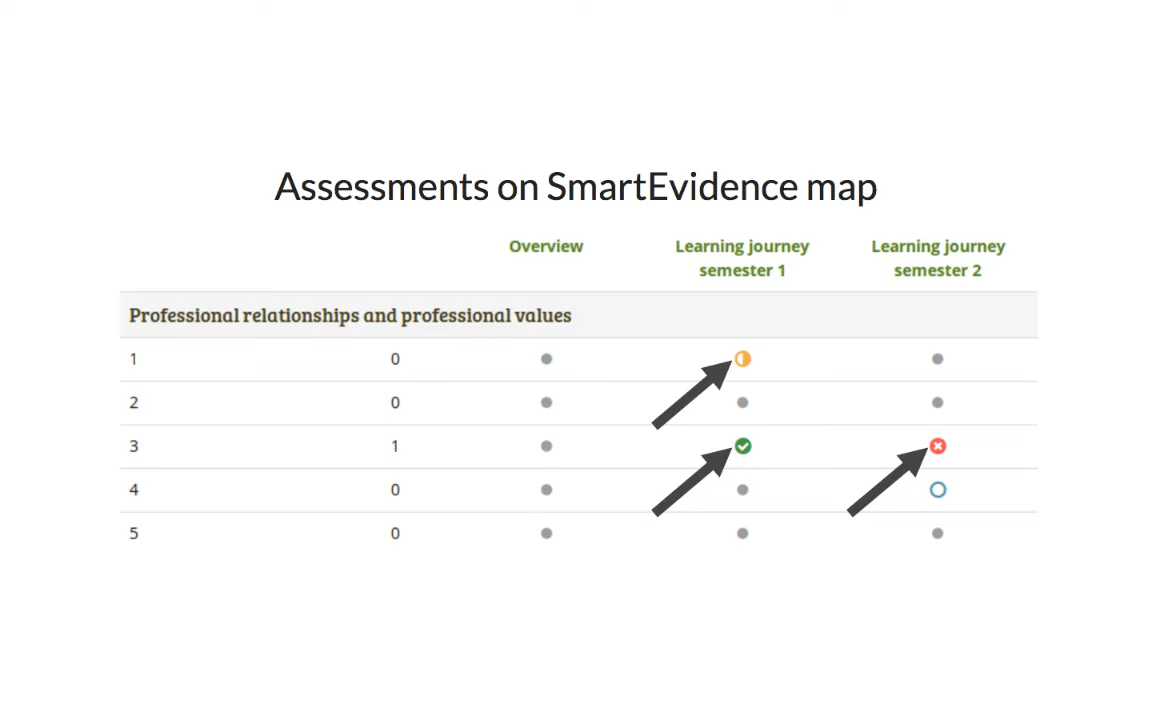 Assessments on SmartEvidence map
Overview
Learning journey
semester 1
Learning journey
semester 2
Professional relationships and professional values
1 0
2 0
3 1
4 0
5 0